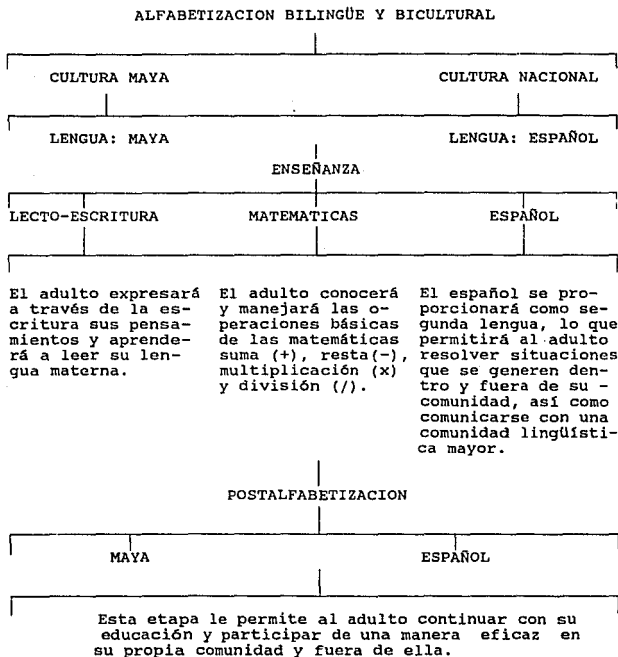 ALFABETIZACION BILINGÜE Y BICULTURAL
CULTURA MAYA
CULTURA NACIONAL
LENGUA: MAYA
LENGUA: ESPAÑOL
ENSEÑANZA
LECTO-ESCRITURA
MATEMATICAS
ESPAÑOL
El adulto expresará
a través de la es-
critura sus pensa-
mientos y aprende-
rá a leer su len-
gua materna.
El adulto conocerá
y manejará las o-
peraciones básicas
de las matemáticas
suma (+), resta(-),
multiplicación (x)
y división (/).
El español se pro-
porcionará como se-
gunda lengua, lo que
permitirá al adulto
resolver situaciones
que se generen den-
tro y fuera de su -
comunidad, así como
comunicarse con una
comunidad lingüísti-
ca mayor.
POSTALFABETIZACION
MAYA
ESPAÑOL
Esta etapa le permite al adulto continuar con su
educación y participar de una manera eficaz en
su propia comunidad y fuera de ella.